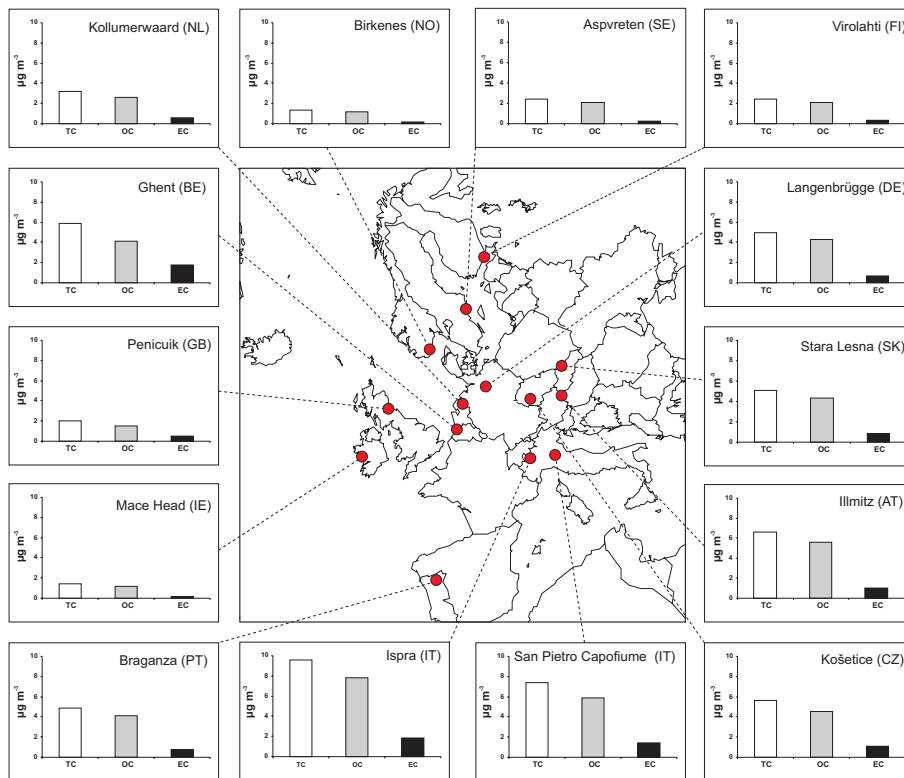 Kollumerwaard (NL)
µg m⁻³
10
8
6
4
2
0
TC OC EC
Birkenes (NO)
10
8
6
4
2
0
TC OC EC
Aspvreten (SE)
10
8
6
4
2
0
TC OC EC
Virolahti (FI)
µg m⁻³
10
8
6
4
2
0
TC OC EC
Ghent (BE)
µg m⁻³
10
8
6
4
2
0
TC OC EC
Langenbrügge (DE)
µg m⁻³
10
8
6
4
2
0
TC OC EC
Penicuik (GB)
µg m⁻³
10
8
6
4
2
0
TC OC EC
Stara Lesna (SK)
µg m⁻³
10
8
6
4
2
0
TC OC EC
Mace Head (IE)
µg m⁻³
10
8
6
4
2
0
TC OC EC
Illmitz (AT)
µg m⁻³
10
8
6
4
2
0
TC OC EC
Braganza (PT)
µg m⁻³
10
8
6
4
2
0
TC OC EC
Ispra (IT)
µg m⁻³
10
8
6
4
2
0
TC OC EC
San Pietro Capofiume (IT)
µg m⁻³
10
8
6
4
2
0
TC OC EC
Košetice (CZ)
µg m⁻³
10
8
6
4
2
0
TC OC EC